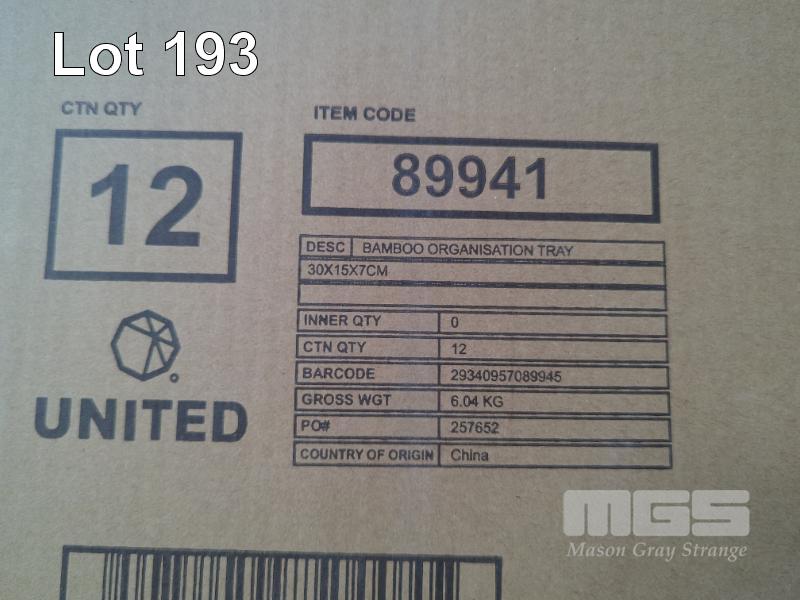 Lot 193
CTN QTY
12
UNITED
ITEM CODE
89941
DESC BAMBOO ORGANISATION TRAY
30X15X7CM
INNER QTY 0
CTN QTY 12
BARCODE 29340957089945
GROSS WGT 6.04 KG
PO# 257652
COUNTRY OF ORIGIN China
MGS
Mason Gray Strange